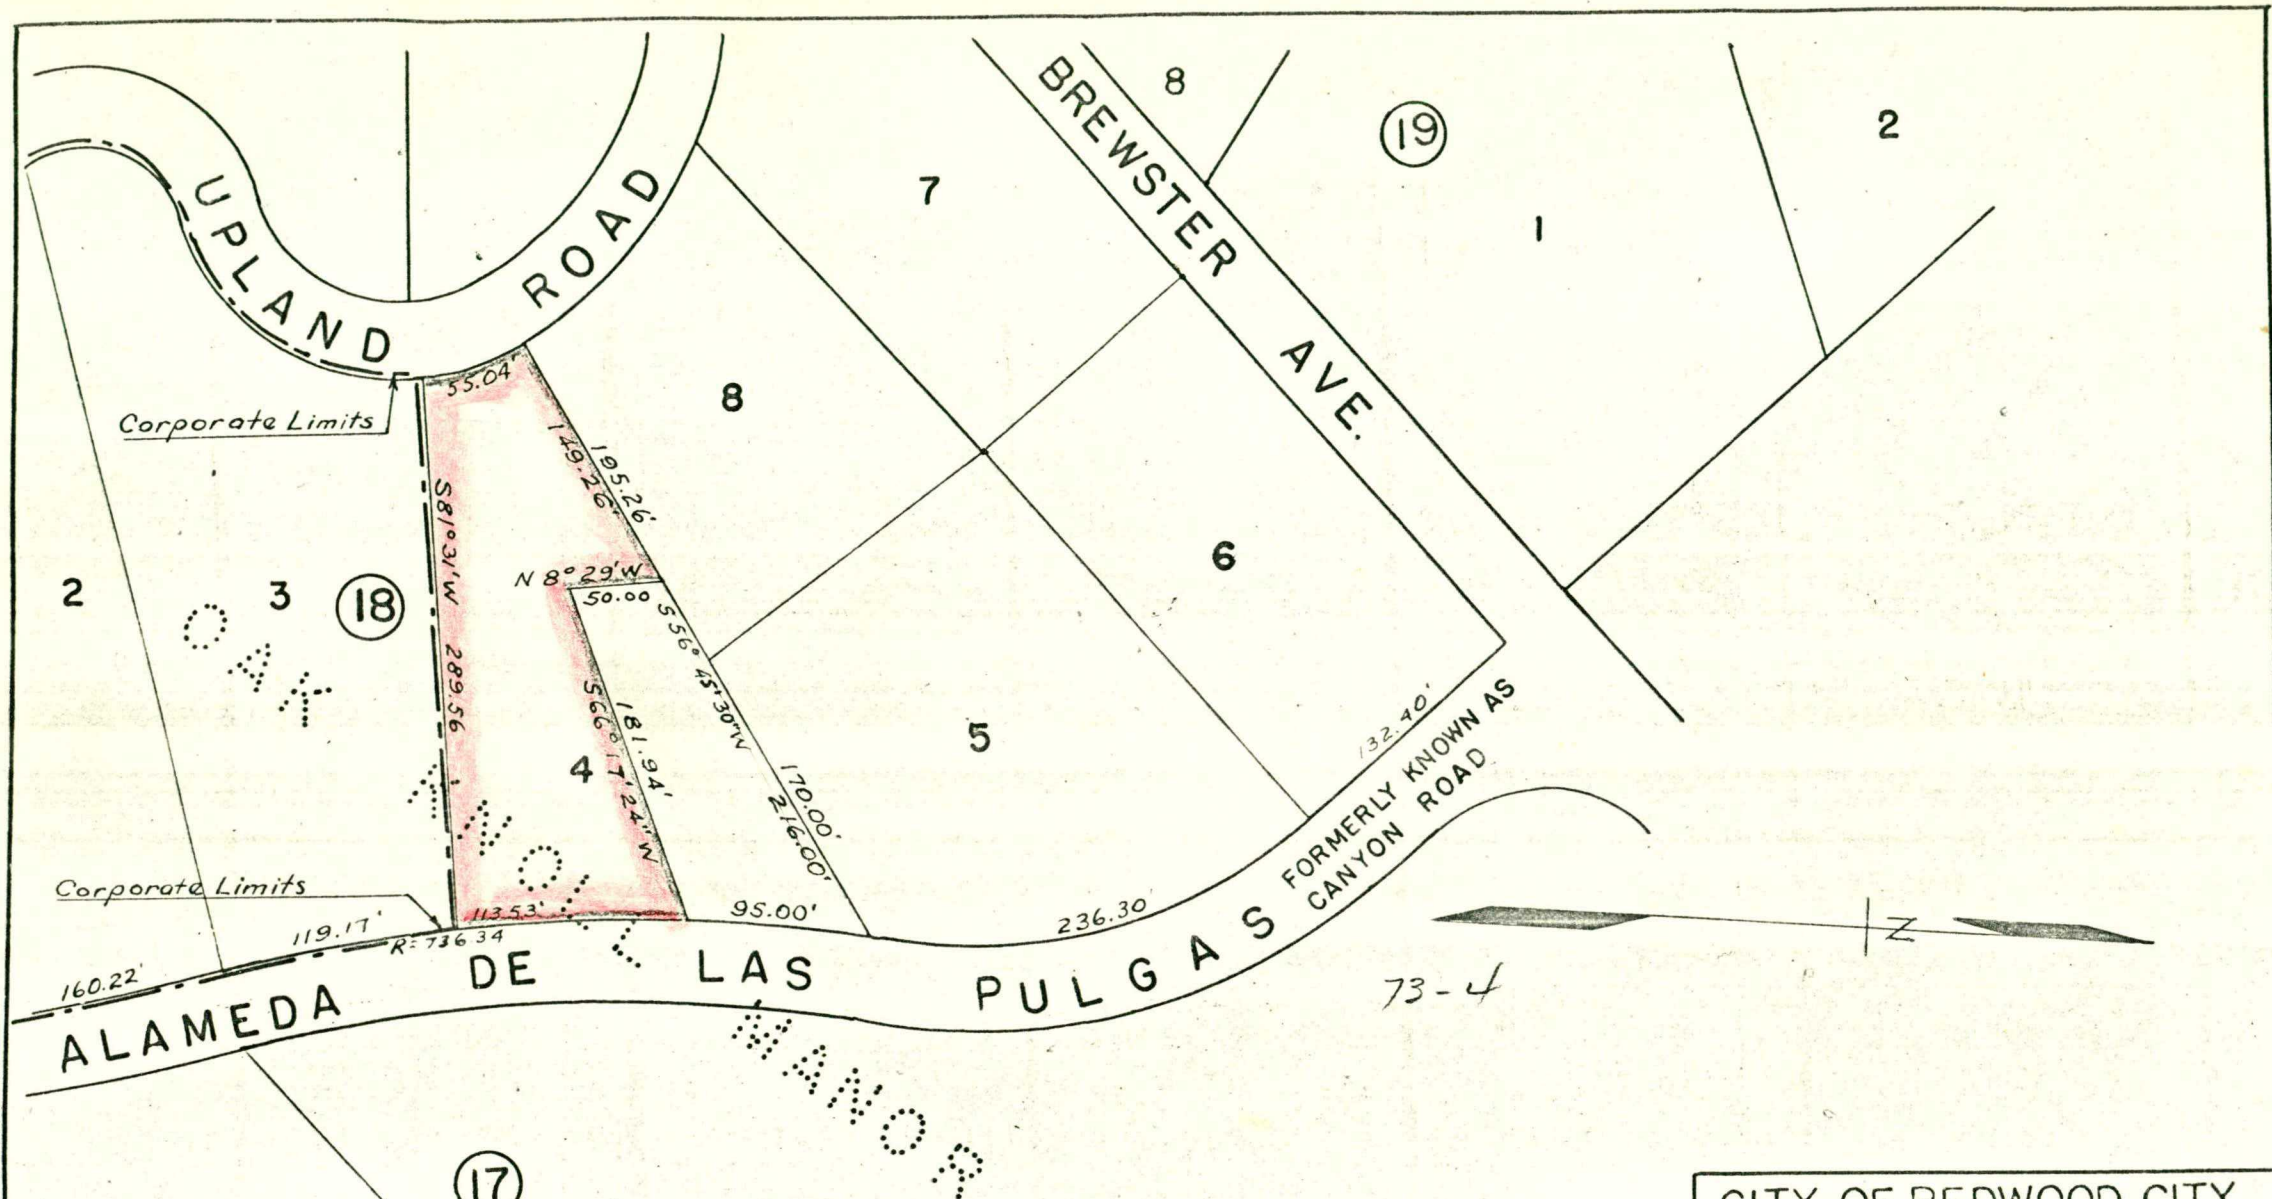 UPLAND ROAD
BREWSTER AVE.
8
19
1
2
7
55.04'
Corporate Limits
8
149.26'
195.26'
S81°31'W 289.56
2
3
18
N 8°29'W
50.00
6
S 56° 45' 30"W
OAK KNOLL MANOR
S66°17'24"W
181.94'
4
5
170.00'
216.00'
132.40'
FORMERLY KNOWN AS
CANYON ROAD
Corporate Limits
113.53'
95.00'
236.30
119.17'
R=736.34
160.22'
ALAMEDA DE LAS PULGAS
Z
73-4
17
CITY OF REDWOOD CITY